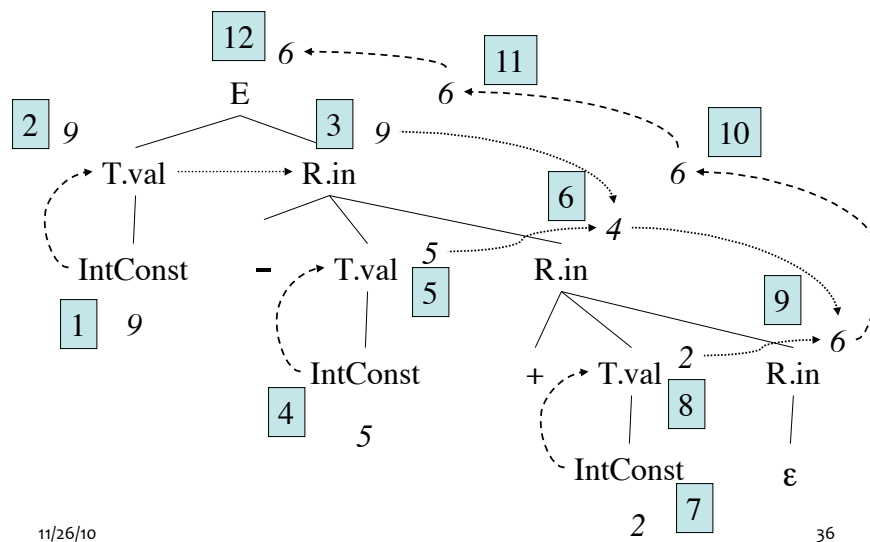 12 6
11
6
E
2 9
3 9
10
T.val R.in
6
6
4
IntConst
1 9
- T.val 5
5
R.in
9
6
IntConst
4
5
+ T.val 2
8
R.in
IntConst
7
2
ε
11/26/10
36